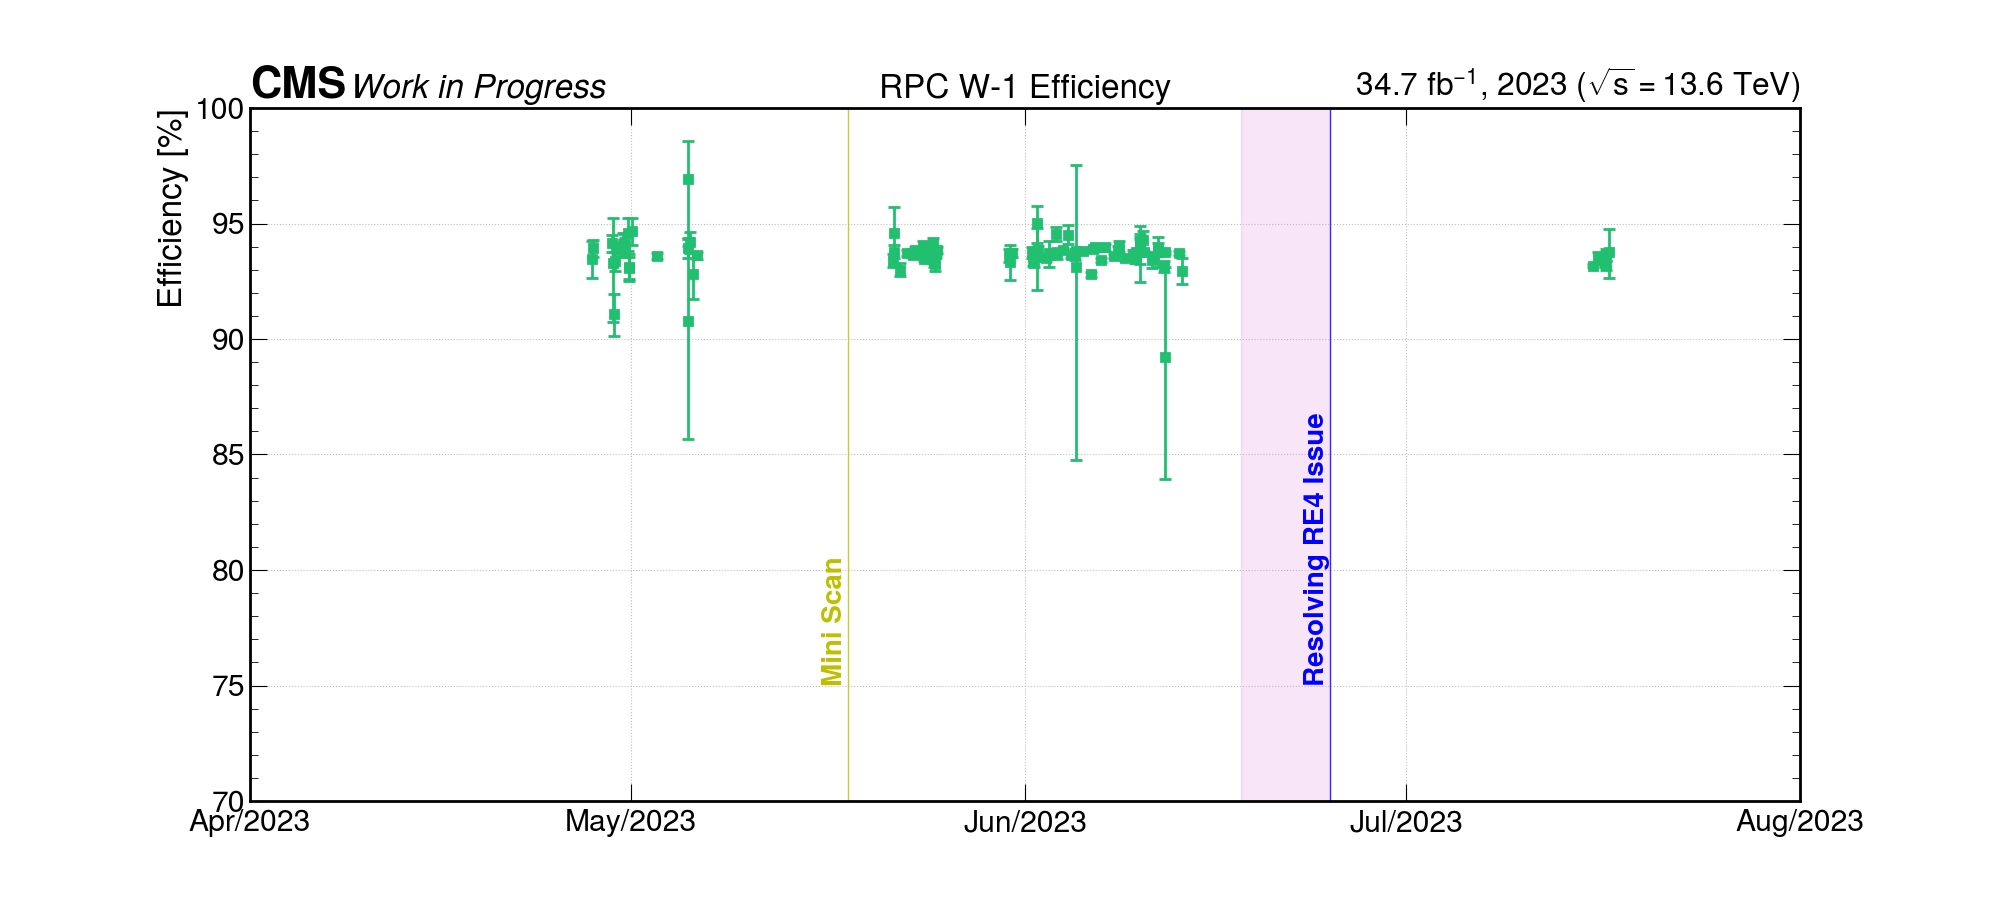 CMS Work in Progress
RPC W-1 Efficiency
34.7 fb⁻¹, 2023 (√s = 13.6 TeV)
Efficiency [%]
100
95
90
85
80
75
70
Mini Scan
Resolving RE4 Issue
Apr/2023
May/2023
Jun/2023
Jul/2023
Aug/2023